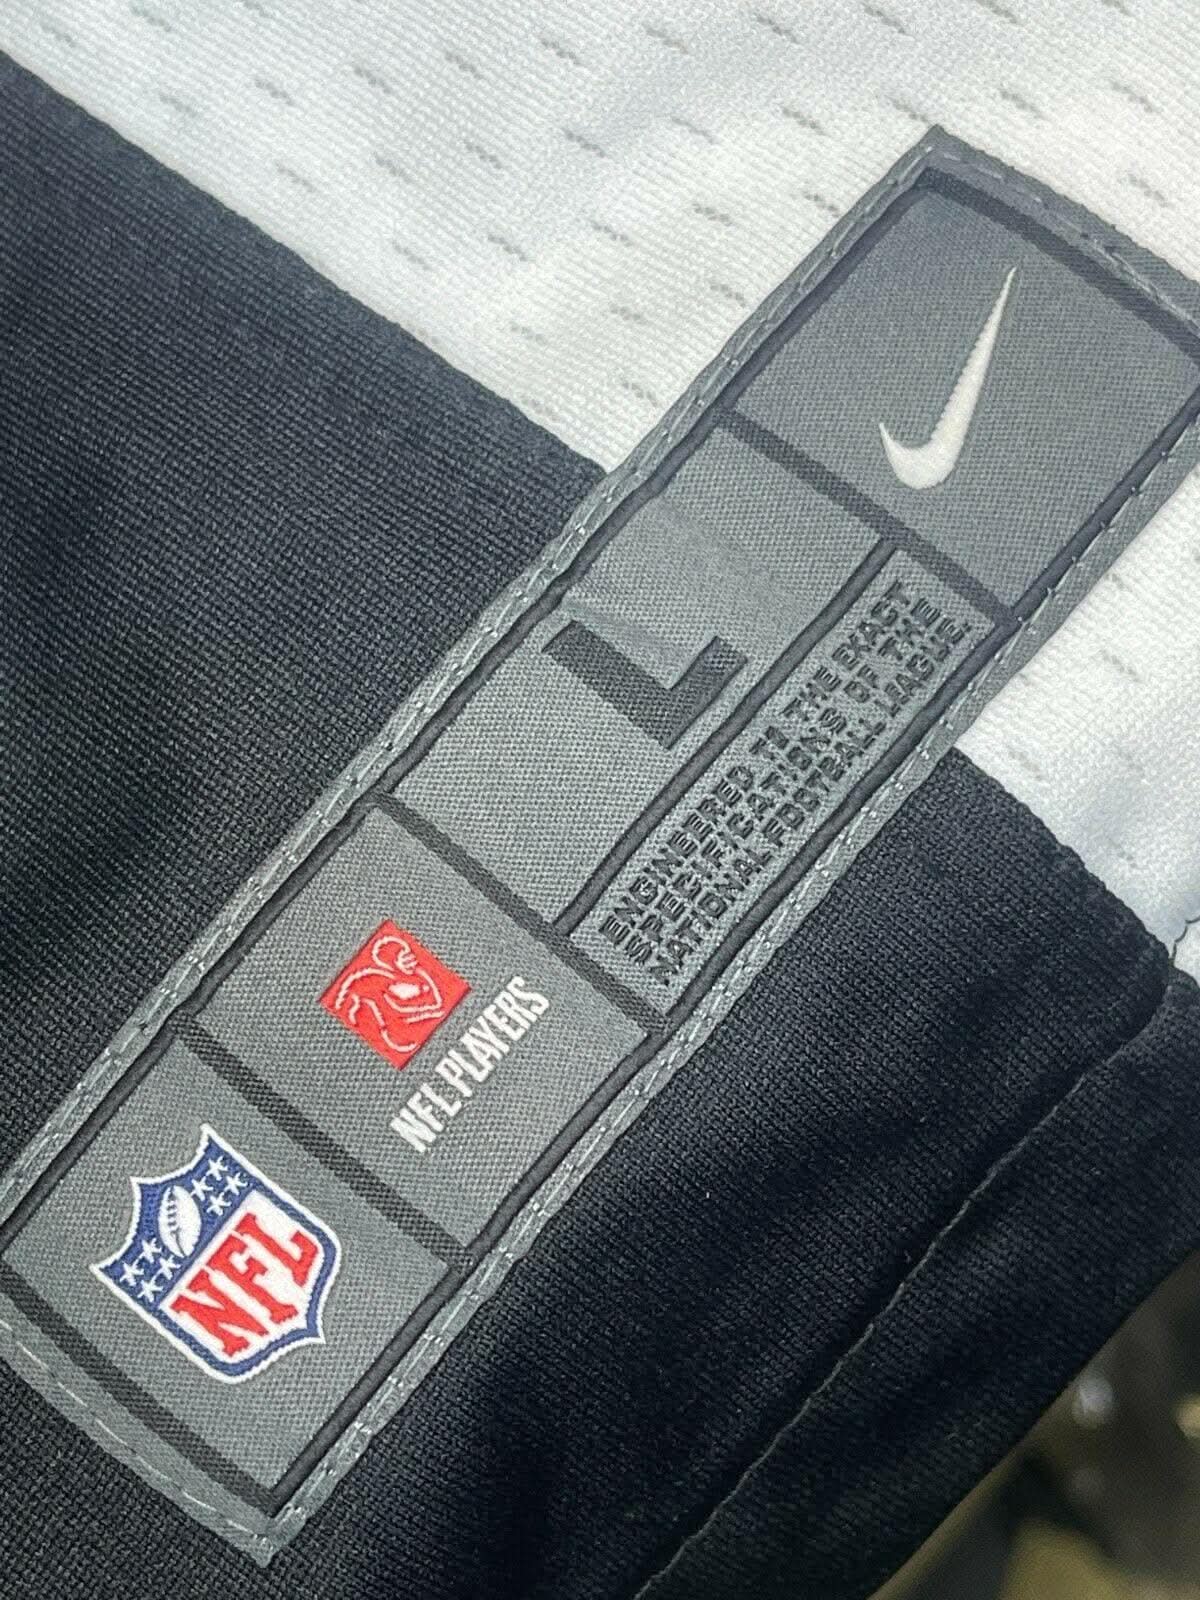 L
ENGINEERED TO THE EXACT
SPECIFICATIONS OF THE
NATIONAL FOOTBALL LEAGUE.
NFL PLAYERS
NFL